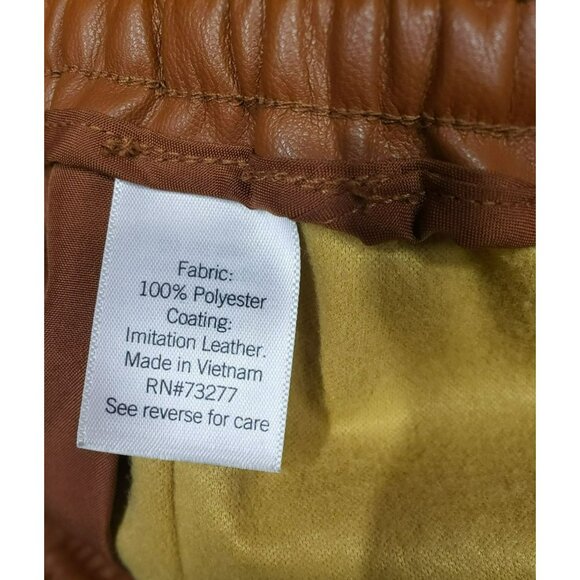 Fabric:
100% Polyester
Coating:
Imitation Leather.
Made in Vietnam
RN#73277
See reverse for care